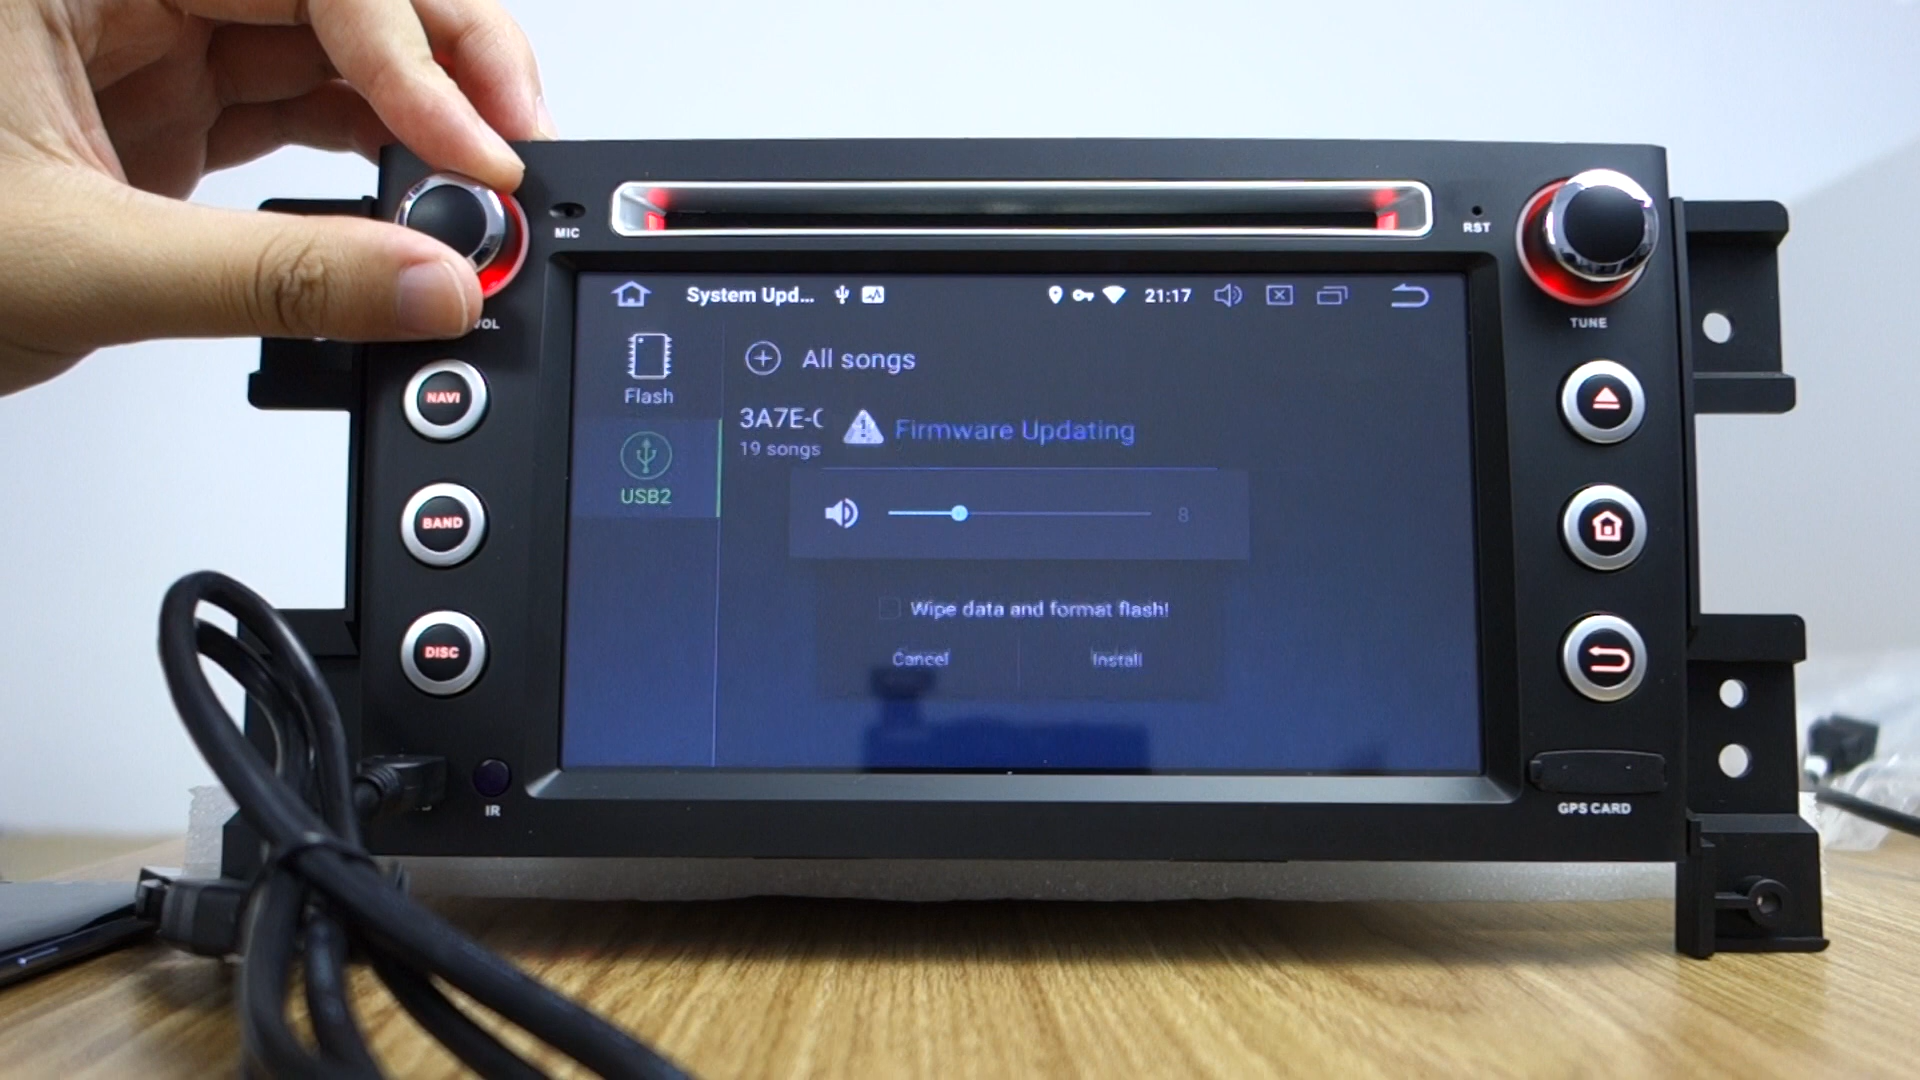 MIC
RST
VOL
TUNE
System Upd... 21:17
Flash
All songs
3A7E-
19 songs
Firmware Updating
USB2
8
Wipe data and format flash!
Cancel Install
NAVI
BAND
DISC
IR
GPS CARD